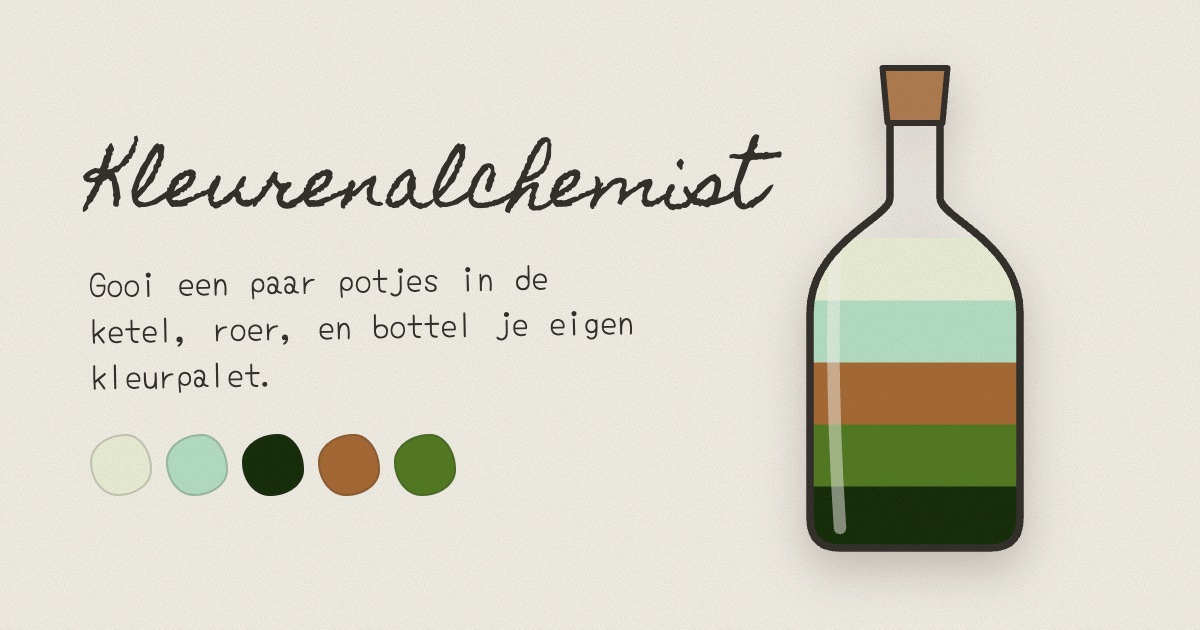 Kleurenalchemist
Gooi een paar potjes in de
ketel, roer, en bottel je eigen
kleurpalet.